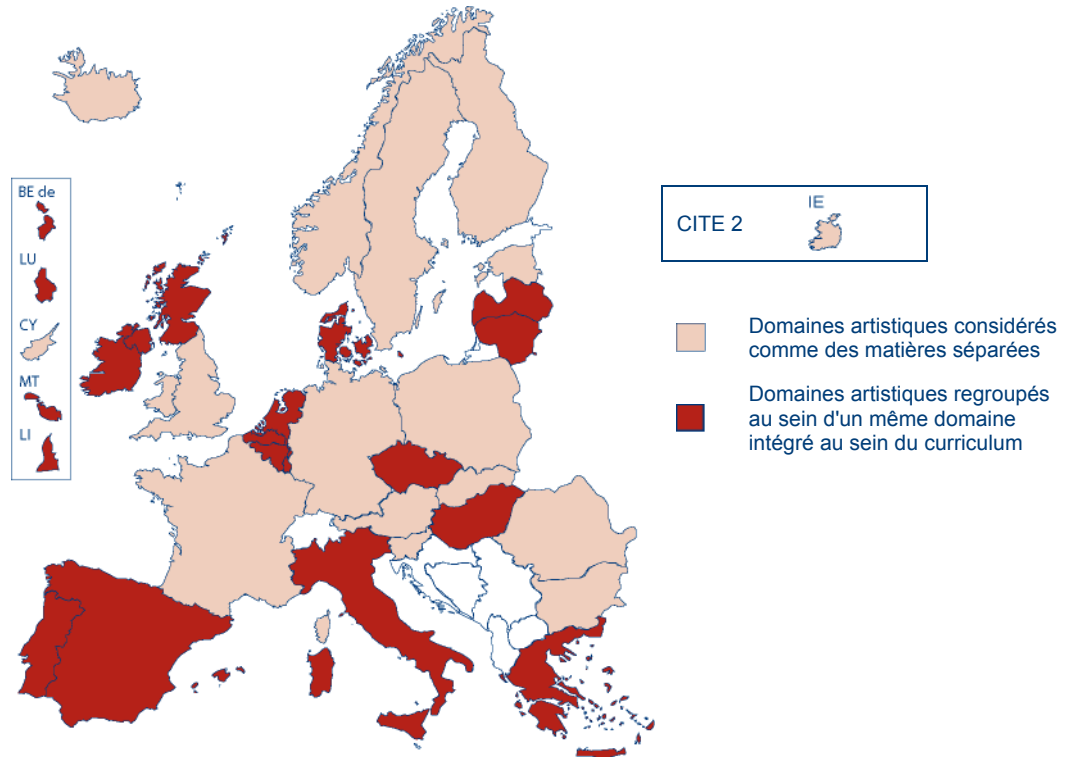 BE de
LU
CY
MT
LI
IE
CITE 2
Domaines artistiques considérés
comme des matières séparées
Domaines artistiques regroupés
au sein d'un même domaine
intégré au sein du curriculum